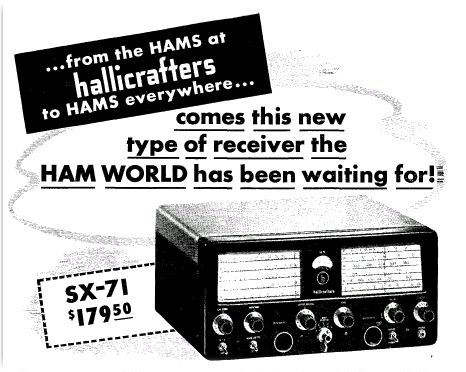 ...from the HAMS at
hallicrafters
to HAMS everywhere...
comes this new
type of receiver the
HAM WORLD has been waiting for!
hallicrafters
SX-71
$179.50